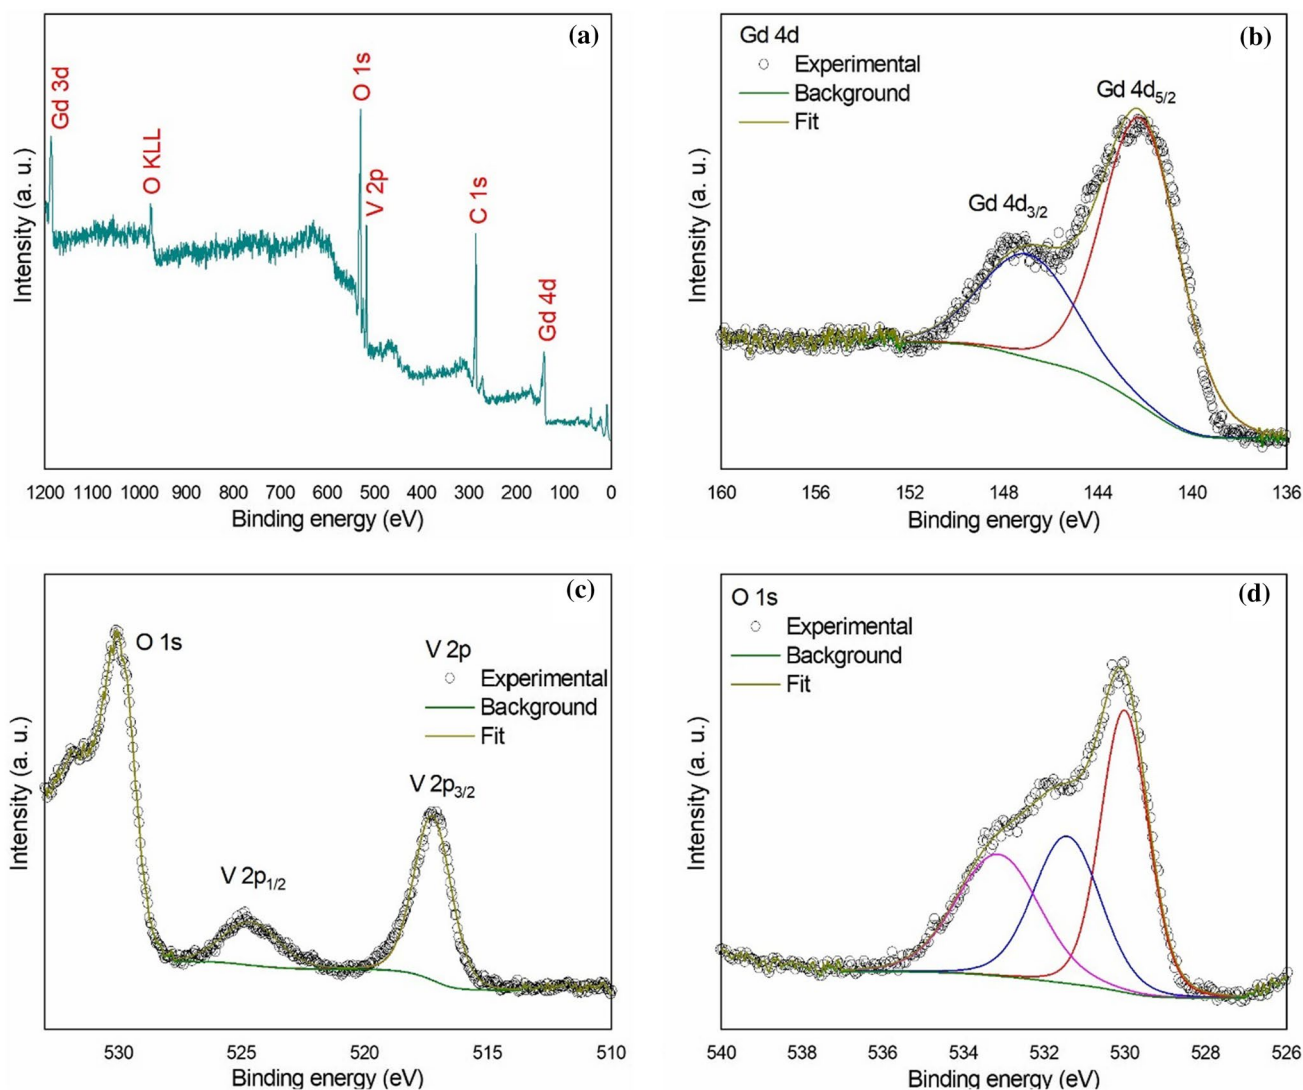 (a)
Gd 3d
O KLL
O 1s
V 2p
C 1s
Gd 4d
Intensity (a. u.)
1200 1100 1000 900 800 700 600 500 400 300 200 100 0
Binding energy (eV)
(b)
Gd 4d
Experimental
Background
Fit
Gd 4d5/2
Gd 4d3/2
Intensity (a. u.)
160 156 152 148 144 140 136
Binding energy (eV)
(c)
O 1s
V 2p
Experimental
Background
Fit
V 2p3/2
V 2p1/2
Intensity (a. u.)
530 525 520 515 510
Binding energy (eV)
(d)
O 1s
Experimental
Background
Fit
Intensity (a. u.)
540 538 536 534 532 530 528 526
Binding energy (eV)